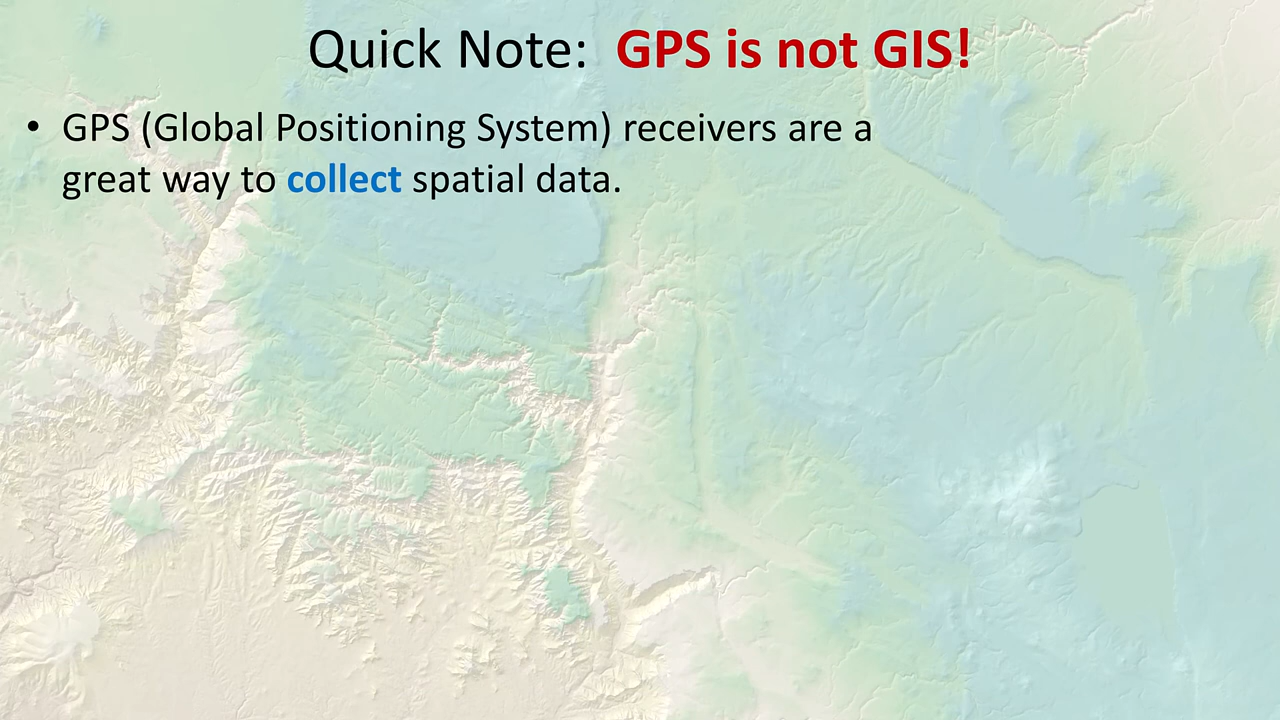 Quick Note:  GPS is not GIS!
• GPS (Global Positioning System) receivers are a
great way to collect spatial data.